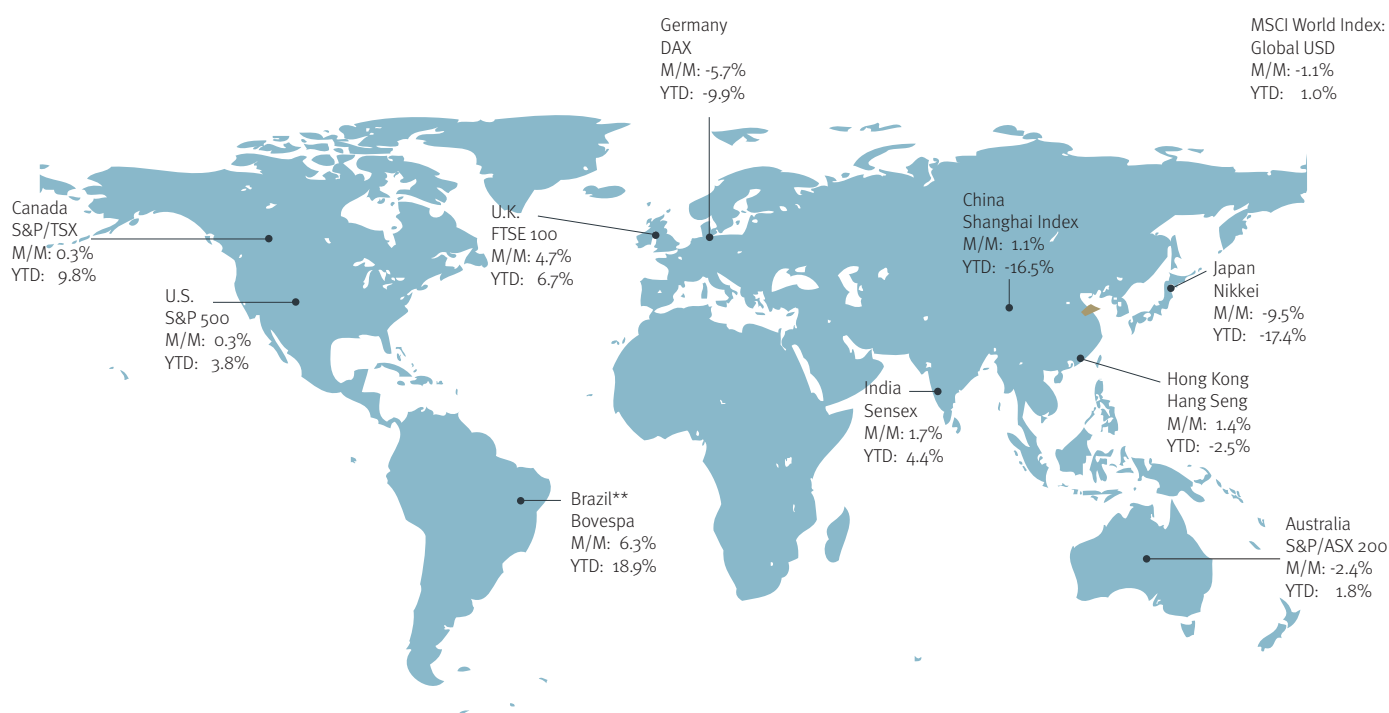 Germany
DAX
M/M: -5.7%
YTD: -9.9%
MSCI World Index:
Global USD
M/M: -1.1%
YTD: 1.0%
Canada
S&P/TSX
M/M: 0.3%
YTD: 9.8%
U.K.
FTSE 100
M/M: 4.7%
YTD: 6.7%
China
Shanghai Index
M/M: 1.1%
YTD: -16.5%
Japan
Nikkei
M/M: -9.5%
YTD: -17.4%
U.S.
S&P 500
M/M: 0.3%
YTD: 3.8%
India
Sensex
M/M: 1.7%
YTD: 4.4%
Hong Kong
Hang Seng
M/M: 1.4%
YTD: -2.5%
Brazil**
Bovespa
M/M: 6.3%
YTD: 18.9%
Australia
S&P/ASX 200
M/M: -2.4%
YTD: 1.8%